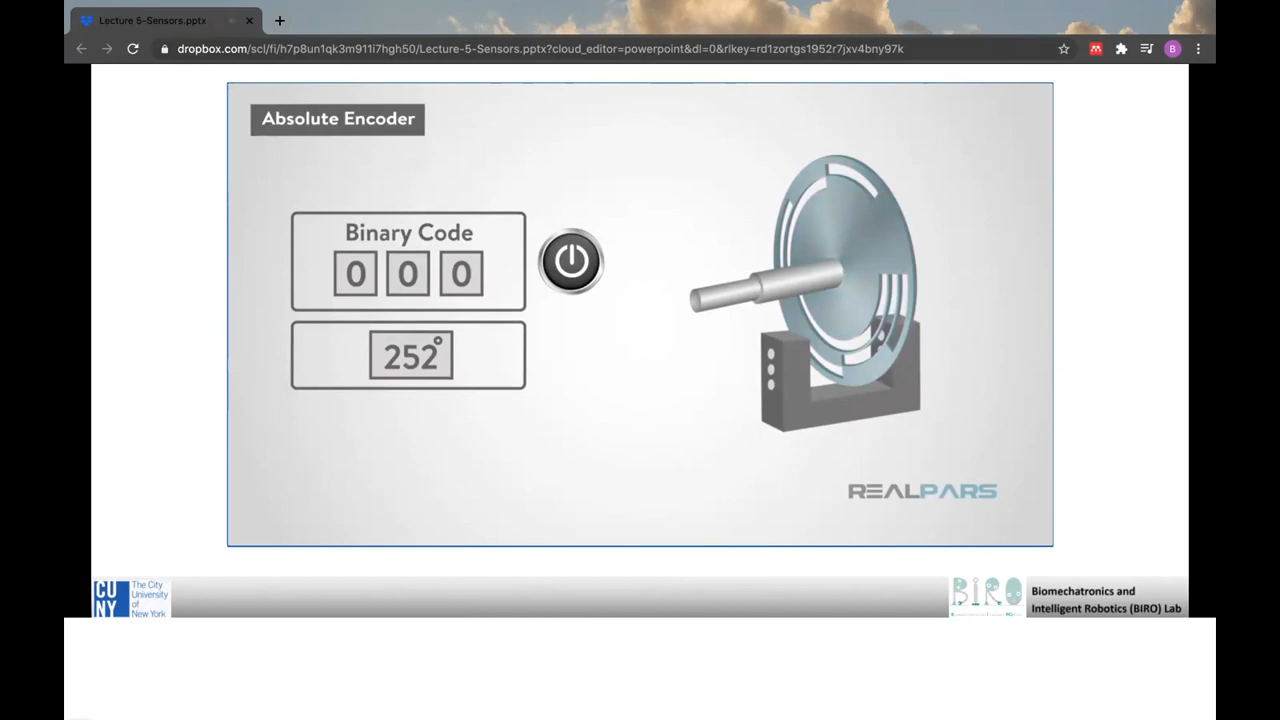 Lecture 5-Sensors.pptx
dropbox.com/scl/fi/h7p8un1qk3m911i7hgh50/Lecture-5-Sensors.pptx?cloud_editor=powerpoint&dl=0&rlkey=rd1zortgs1952r7jxv4bny97k
B
Absolute Encoder
Binary Code
0 0 0
252°
REALPARS
CU
NY
The City
University
of
New York
BIRO
Biomechatronics and
Intelligent Robotics (BIRO) Lab